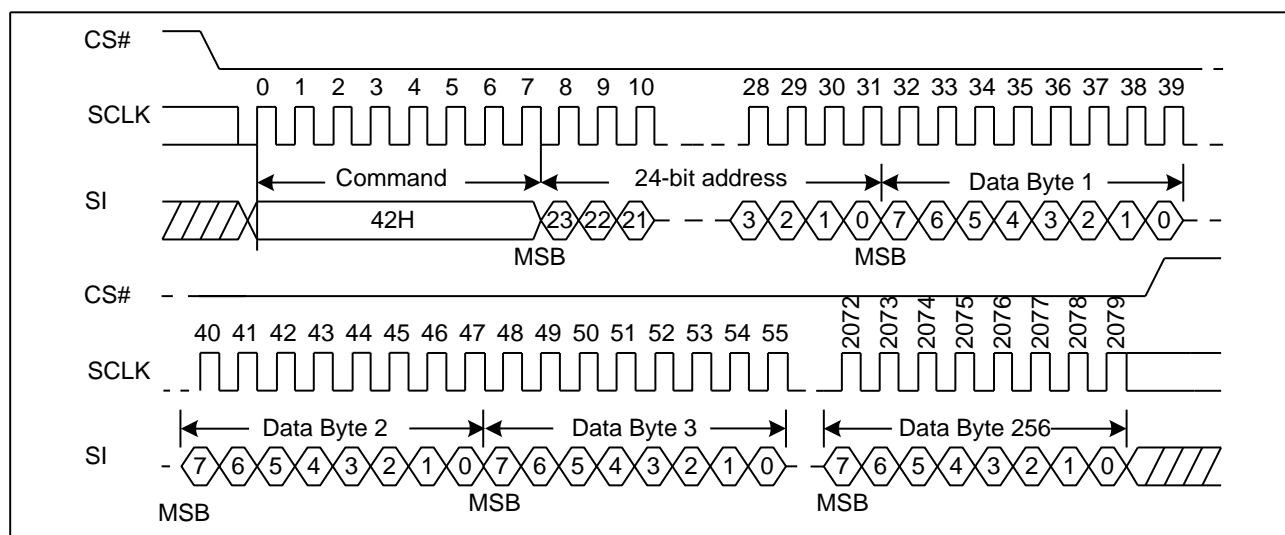 CS#
0 1 2 3 4 5 6 7 8 9 10 28 29 30 31 32 33 34 35 36 37 38 39
SCLK
Command 24-bit address Data Byte 1
SI
42H 23 22 21 3 2 1 0 7 6 5 4 3 2 1 0
MSB MSB
CS#
40 41 42 43 44 45 46 47 48 49 50 51 52 53 54 55 2072 2073 2074 2075 2076 2077 2078 2079
SCLK
Data Byte 2 Data Byte 3 Data Byte 256
SI
7 6 5 4 3 2 1 0 7 6 5 4 3 2 1 0 7 6 5 4 3 2 1 0
MSB MSB MSB